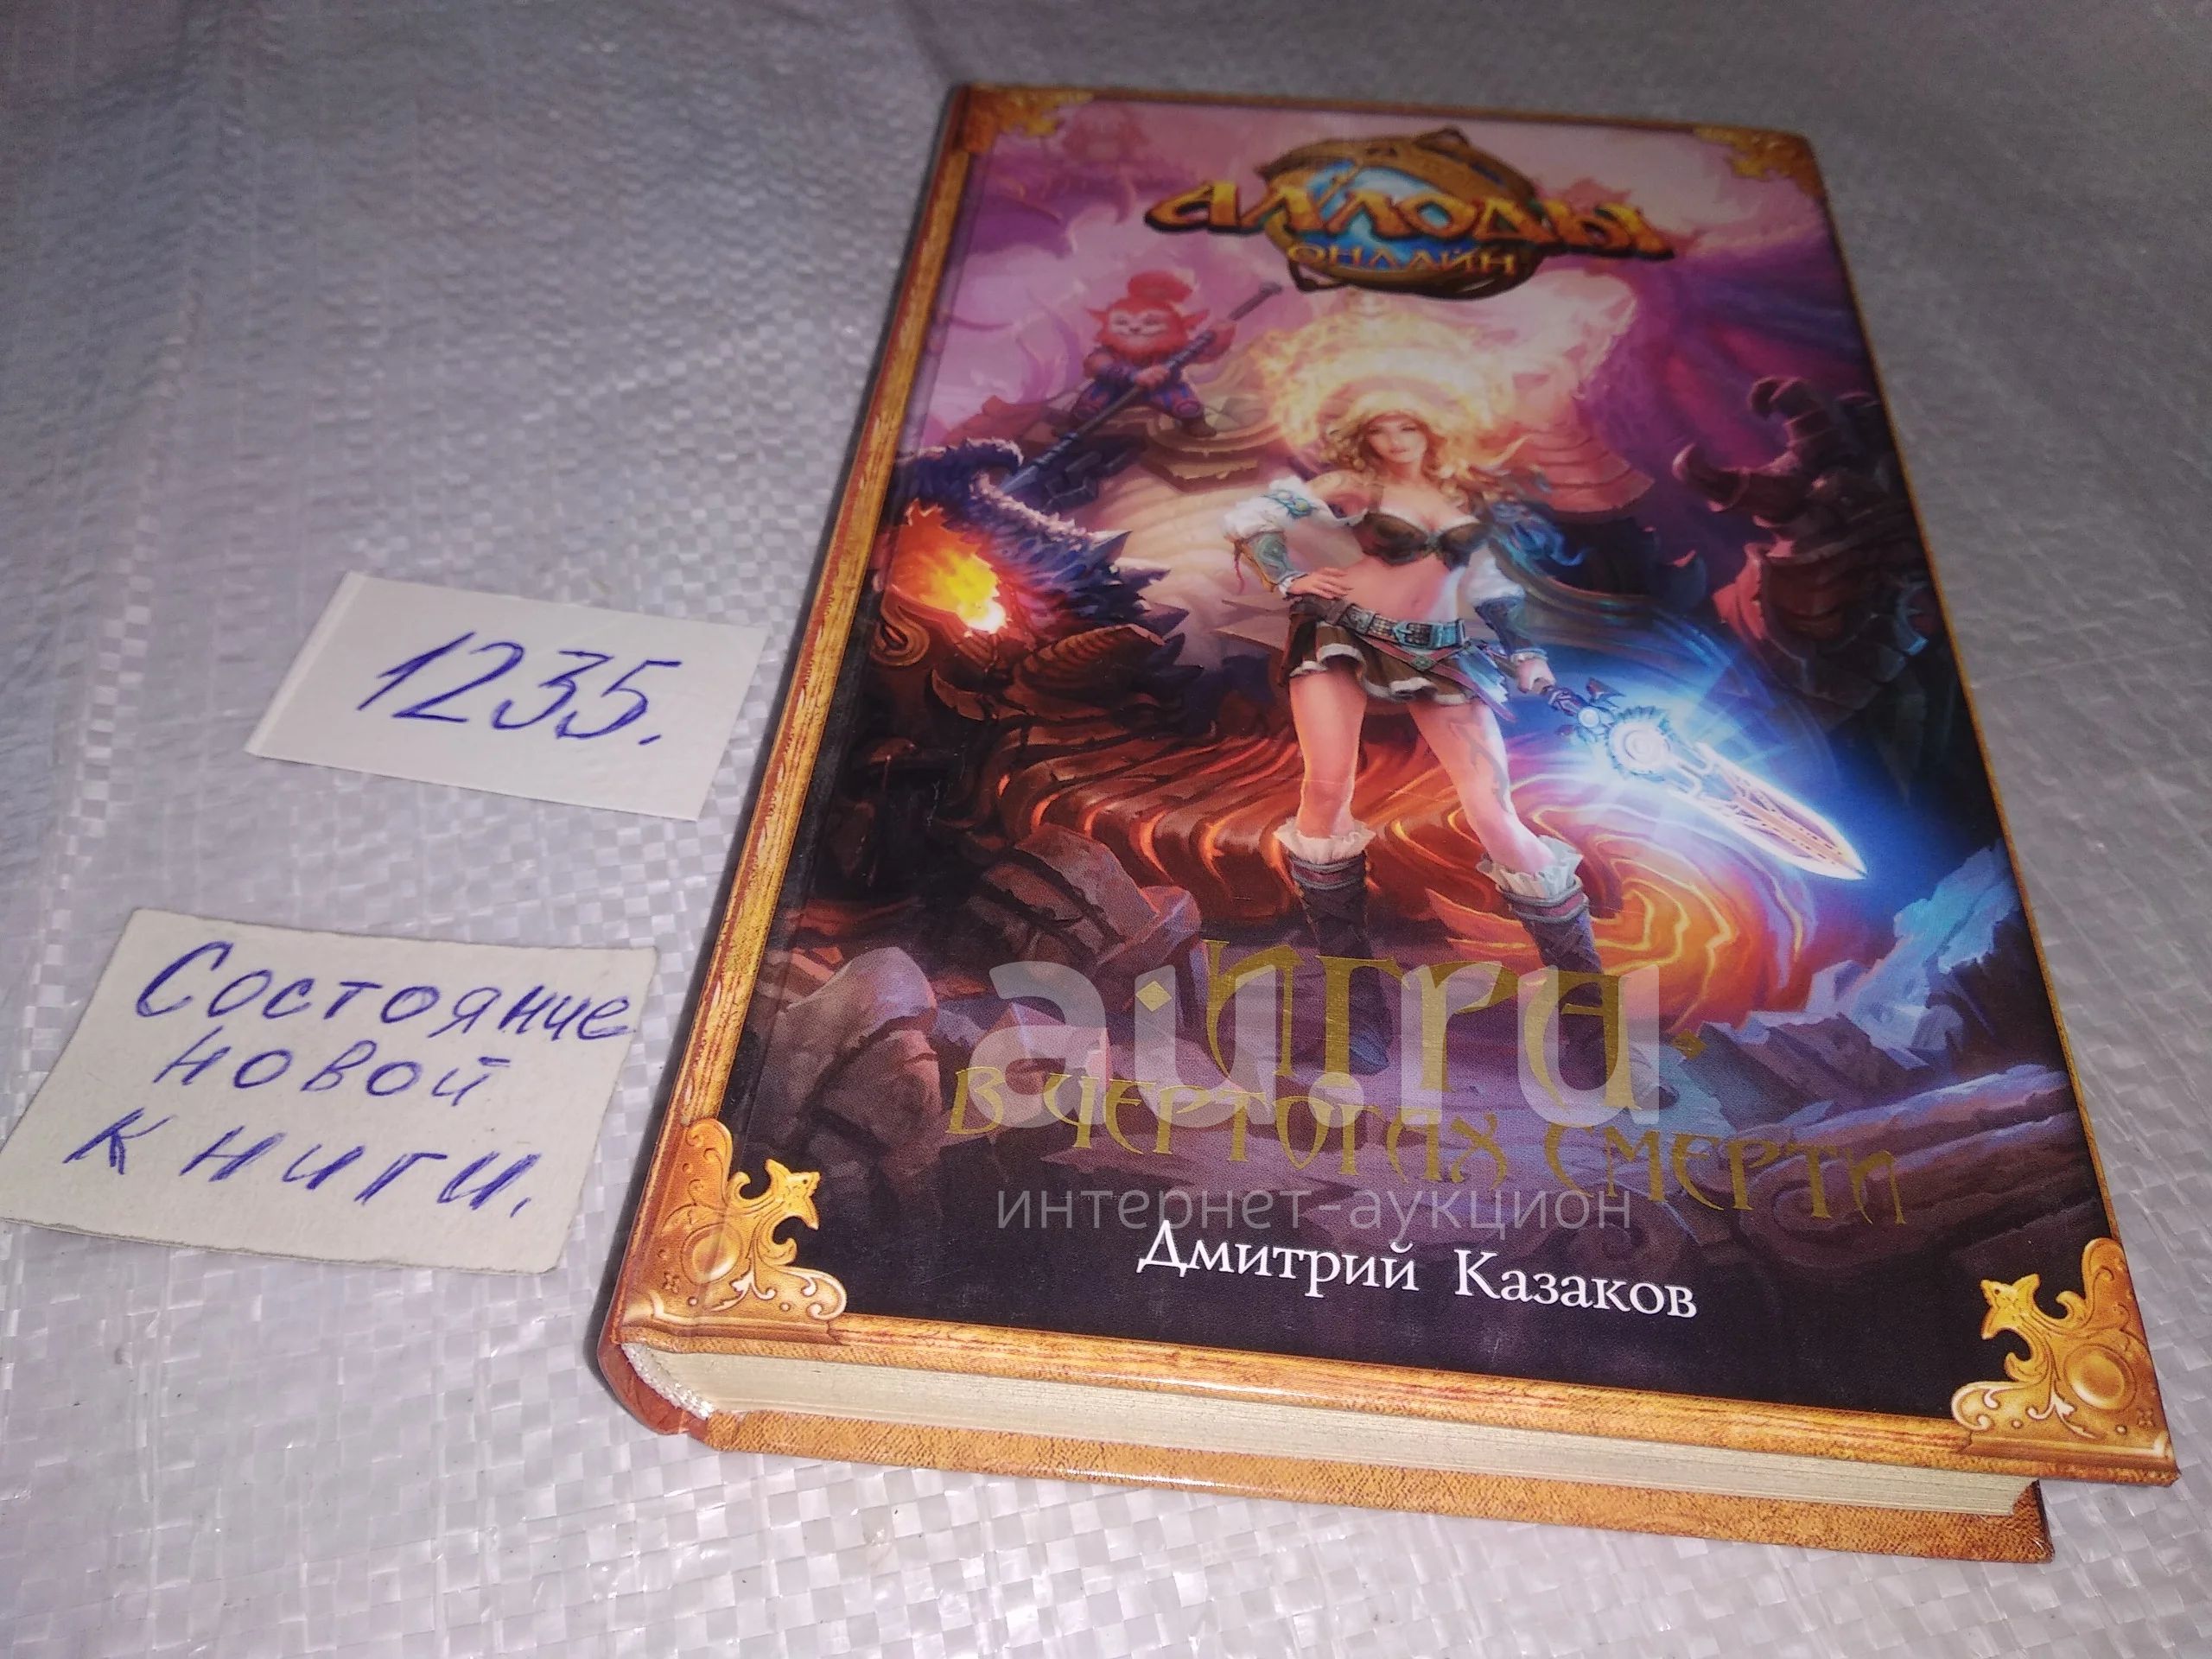 АЛЛОДЫ
ОНЛАЙН
1235.
Состояние
новой
книги.
ИГРА.
В ЧЕРТОГАХ СМЕРТИ
Дмитрий Казаков
au.ru
интернет-аукцион